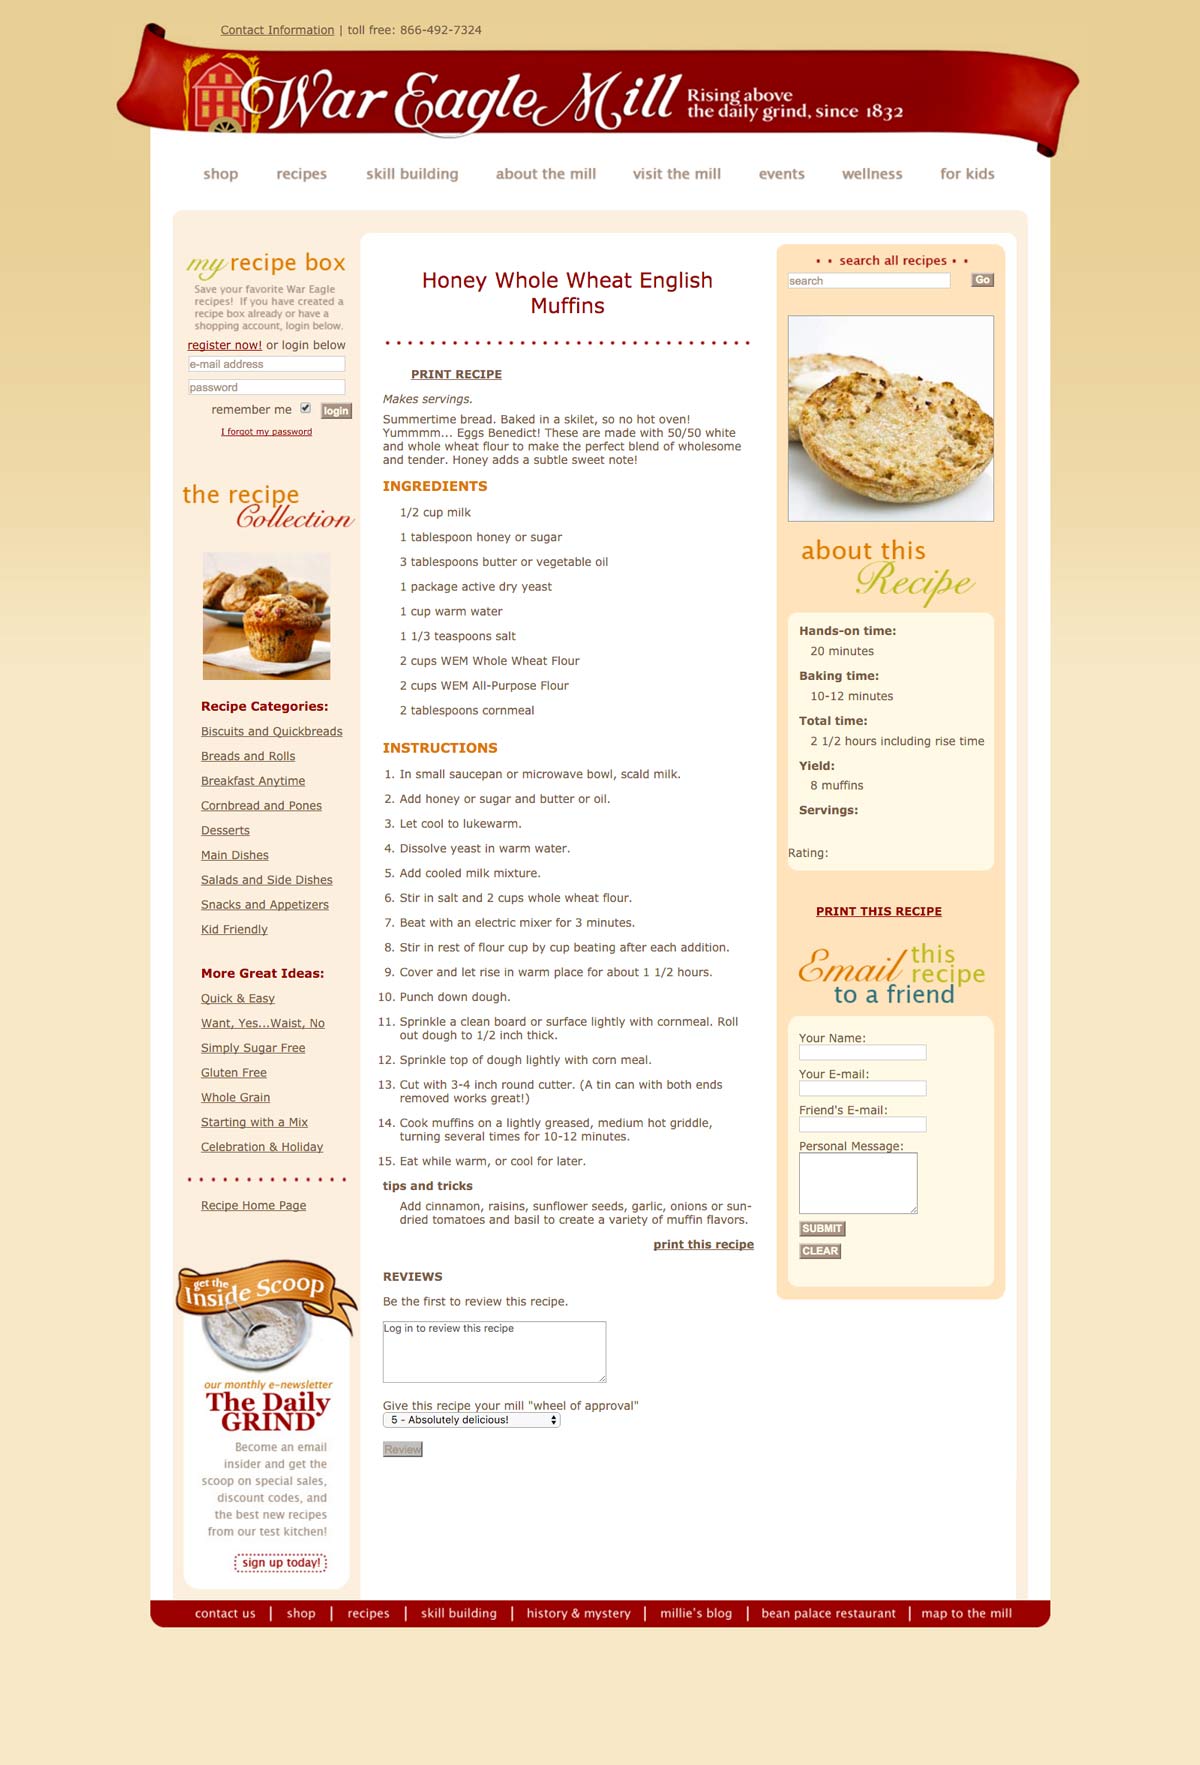 Contact Information | toll free: 866-492-7324
War Eagle Mill
Rising above
the daily grind, since 1832
shop recipes skill building about the mill visit the mill events wellness for kids
my recipe box
Save your favorite War Eagle
recipes! If you have created a
recipe box already or have a
shopping account, login below.
register now! or login below
e-mail address
password
remember me login
I forgot my password
the recipe
Collection
Recipe Categories:
Biscuits and Quickbreads
Breads and Rolls
Breakfast Anytime
Cornbread and Pones
Desserts
Main Dishes
Salads and Side Dishes
Snacks and Appetizers
Kid Friendly
More Great Ideas:
Quick & Easy
Want, Yes...Waist, No
Simply Sugar Free
Gluten Free
Whole Grain
Starting with a Mix
Celebration & Holiday
Recipe Home Page
get the
Inside Scoop
our monthly e-newsletter
The Daily
GRIND
Become an email
insider and get the
scoop on special sales,
discount codes, and
the best new recipes
from our test kitchen!
sign up today!
Honey Whole Wheat English
Muffins
PRINT RECIPE
Makes servings.
Summertime bread. Baked in a skilet, so no hot oven!
Yummmm... Eggs Benedict! These are made with 50/50 white
and whole wheat flour to make the perfect blend of wholesome
and tender. Honey adds a subtle sweet note!
INGREDIENTS
1/2 cup milk
1 tablespoon honey or sugar
3 tablespoons butter or vegetable oil
1 package active dry yeast
1 cup warm water
1 1/3 teaspoons salt
2 cups WEM Whole Wheat Flour
2 cups WEM All-Purpose Flour
2 tablespoons cornmeal
INSTRUCTIONS
1. In small saucepan or microwave bowl, scald milk.
2. Add honey or sugar and butter or oil.
3. Let cool to lukewarm.
4. Dissolve yeast in warm water.
5. Add cooled milk mixture.
6. Stir in salt and 2 cups whole wheat flour.
7. Beat with an electric mixer for 3 minutes.
8. Stir in rest of flour cup by cup beating after each addition.
9. Cover and let rise in warm place for about 1 1/2 hours.
10. Punch down dough.
11. Sprinkle a clean board or surface lightly with cornmeal. Roll
out dough to 1/2 inch thick.
12. Sprinkle top of dough lightly with corn meal.
13. Cut with 3-4 inch round cutter. (A tin can with both ends
removed works great!)
14. Cook muffins on a lightly greased, medium hot griddle,
turning several times for 10-12 minutes.
15. Eat while warm, or cool for later.
tips and tricks
Add cinnamon, raisins, sunflower seeds, garlic, onions or sun-
dried tomatoes and basil to create a variety of muffin flavors.
print this recipe
REVIEWS
Be the first to review this recipe.
Log in to review this recipe
Give this recipe your mill "wheel of approval"
5 - Absolutely delicious!
Review
search all recipes
search Go
about this
Recipe
Hands-on time:
20 minutes
Baking time:
10-12 minutes
Total time:
2 1/2 hours including rise time
Yield:
8 muffins
Servings:
Rating:
PRINT THIS RECIPE
Email this
recipe
to a friend
Your Name:
Your E-mail:
Friend's E-mail:
Personal Message:
SUBMIT
CLEAR
contact us | shop | recipes | skill building | history & mystery | millie's blog | bean palace restaurant | map to the mill